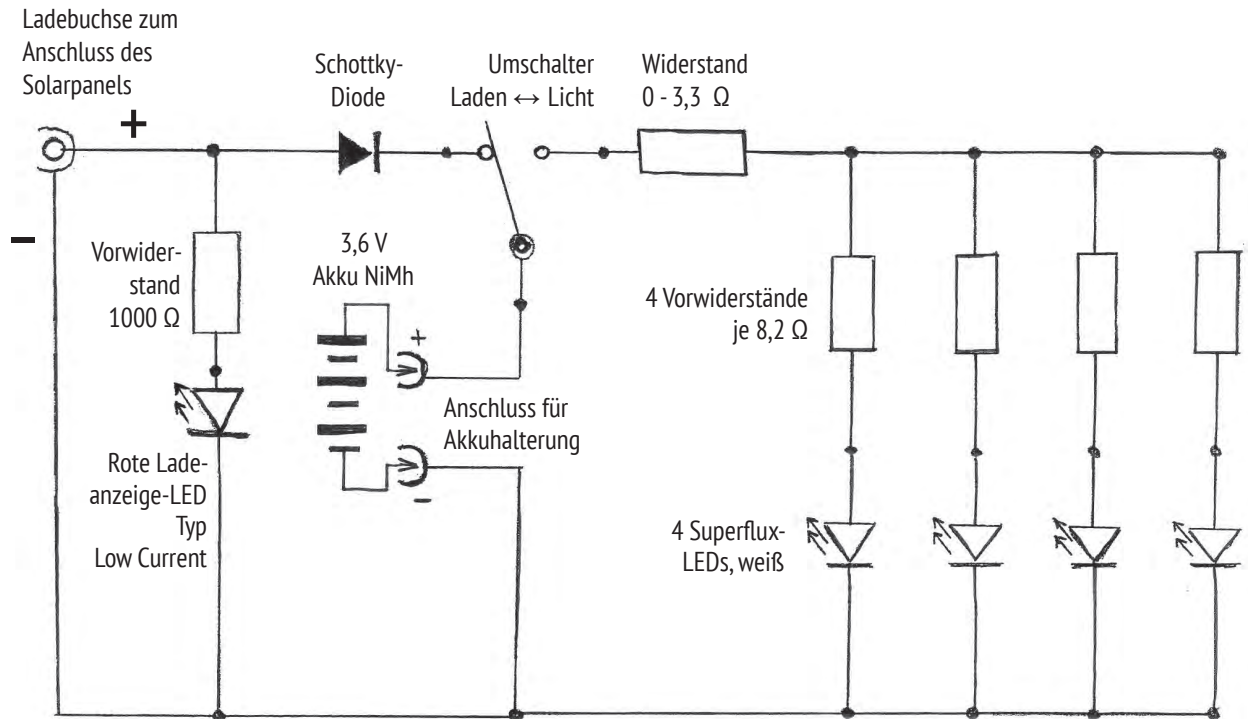 Ladebuchse zum
Anschluss des
Solarpanels
+
-
Schottky-
Diode
Umschalter
Laden ↔ Licht
Widerstand
0 - 3,3 Ω
Vorwider-
stand
1000 Ω
3,6 V
Akku NiMh
+
Anschluss für
Akkuhalterung
-
4 Vorwiderstände
je 8,2 Ω
Rote Lade-
anzeige-LED
Typ
Low Current
4 Superflux-
LEDs, weiß